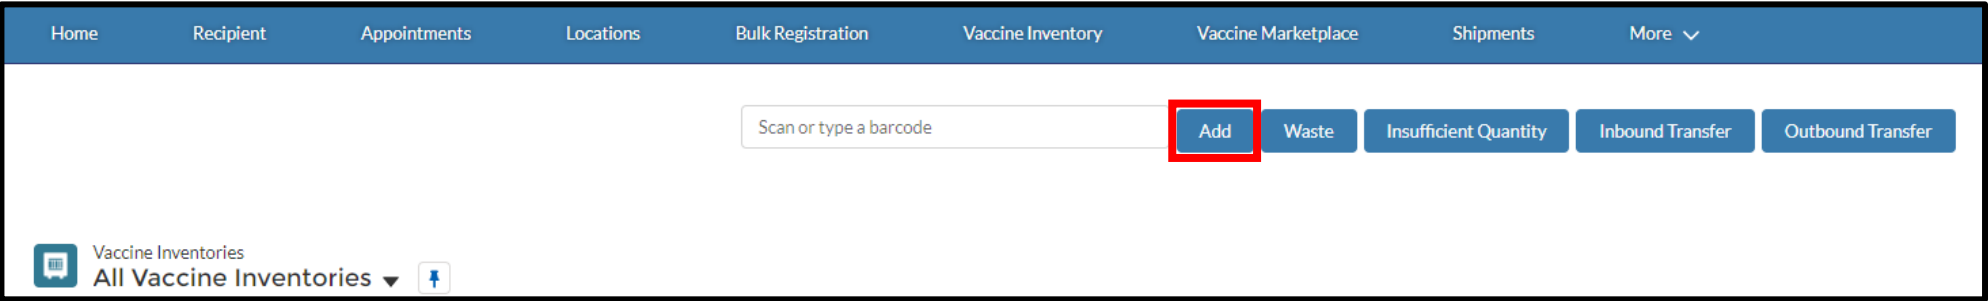 Home Recipient Appointments Locations Bulk Registration Vaccine Inventory Vaccine Marketplace Shipments More
Scan or type a barcode Add Waste Insufficient Quantity Inbound Transfer Outbound Transfer
Vaccine Inventories
All Vaccine Inventories